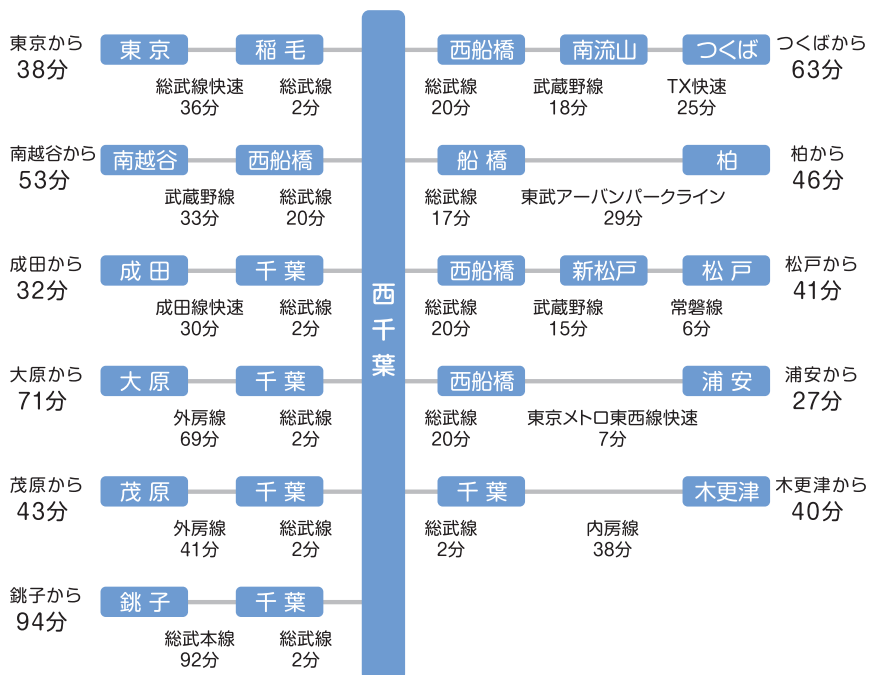 東京から
38分
東京
稲毛
総武線快速
36分
総武線
2分
南越谷から
53分
南越谷
西船橋
武蔵野線
33分
総武線
20分
成田から
32分
成田
千葉
成田線快速
30分
総武線
2分
大原から
71分
大原
千葉
外房線
69分
総武線
2分
茂原から
43分
茂原
千葉
外房線
41分
総武線
2分
銚子から
94分
銚子
千葉
総武本線
92分
総武線
2分
西千葉
西船橋
南流山
つくば
つくばから
63分
総武線
20分
武蔵野線
18分
TX快速
25分
船橋
柏
柏から
46分
総武線
17分
東武アーバンパークライン
29分
西船橋
新松戸
松戸
松戸から
41分
総武線
20分
武蔵野線
15分
常磐線
6分
西船橋
浦安
浦安から
27分
総武線
20分
東京メトロ東西線快速
7分
千葉
木更津
木更津から
40分
総武線
2分
内房線
38分